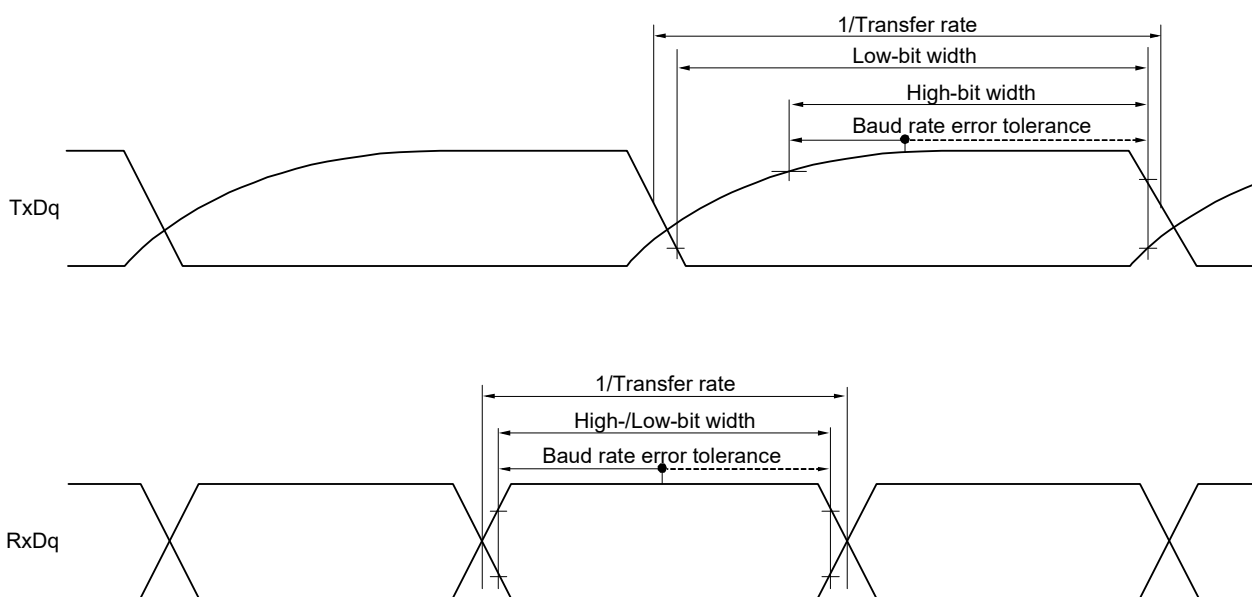 1/Transfer rate
Low-bit width
High-bit width
Baud rate error tolerance
TxDq
1/Transfer rate
High-/Low-bit width
Baud rate error tolerance
RxDq